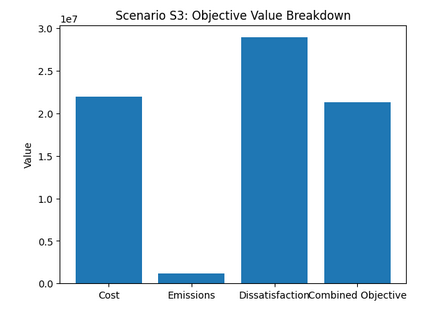 Scenario S3: Objective Value Breakdown
1e7
3.0
2.5
2.0
1.5
1.0
0.5
0.0
Value
Cost Emissions Dissatisfaction Combined Objective